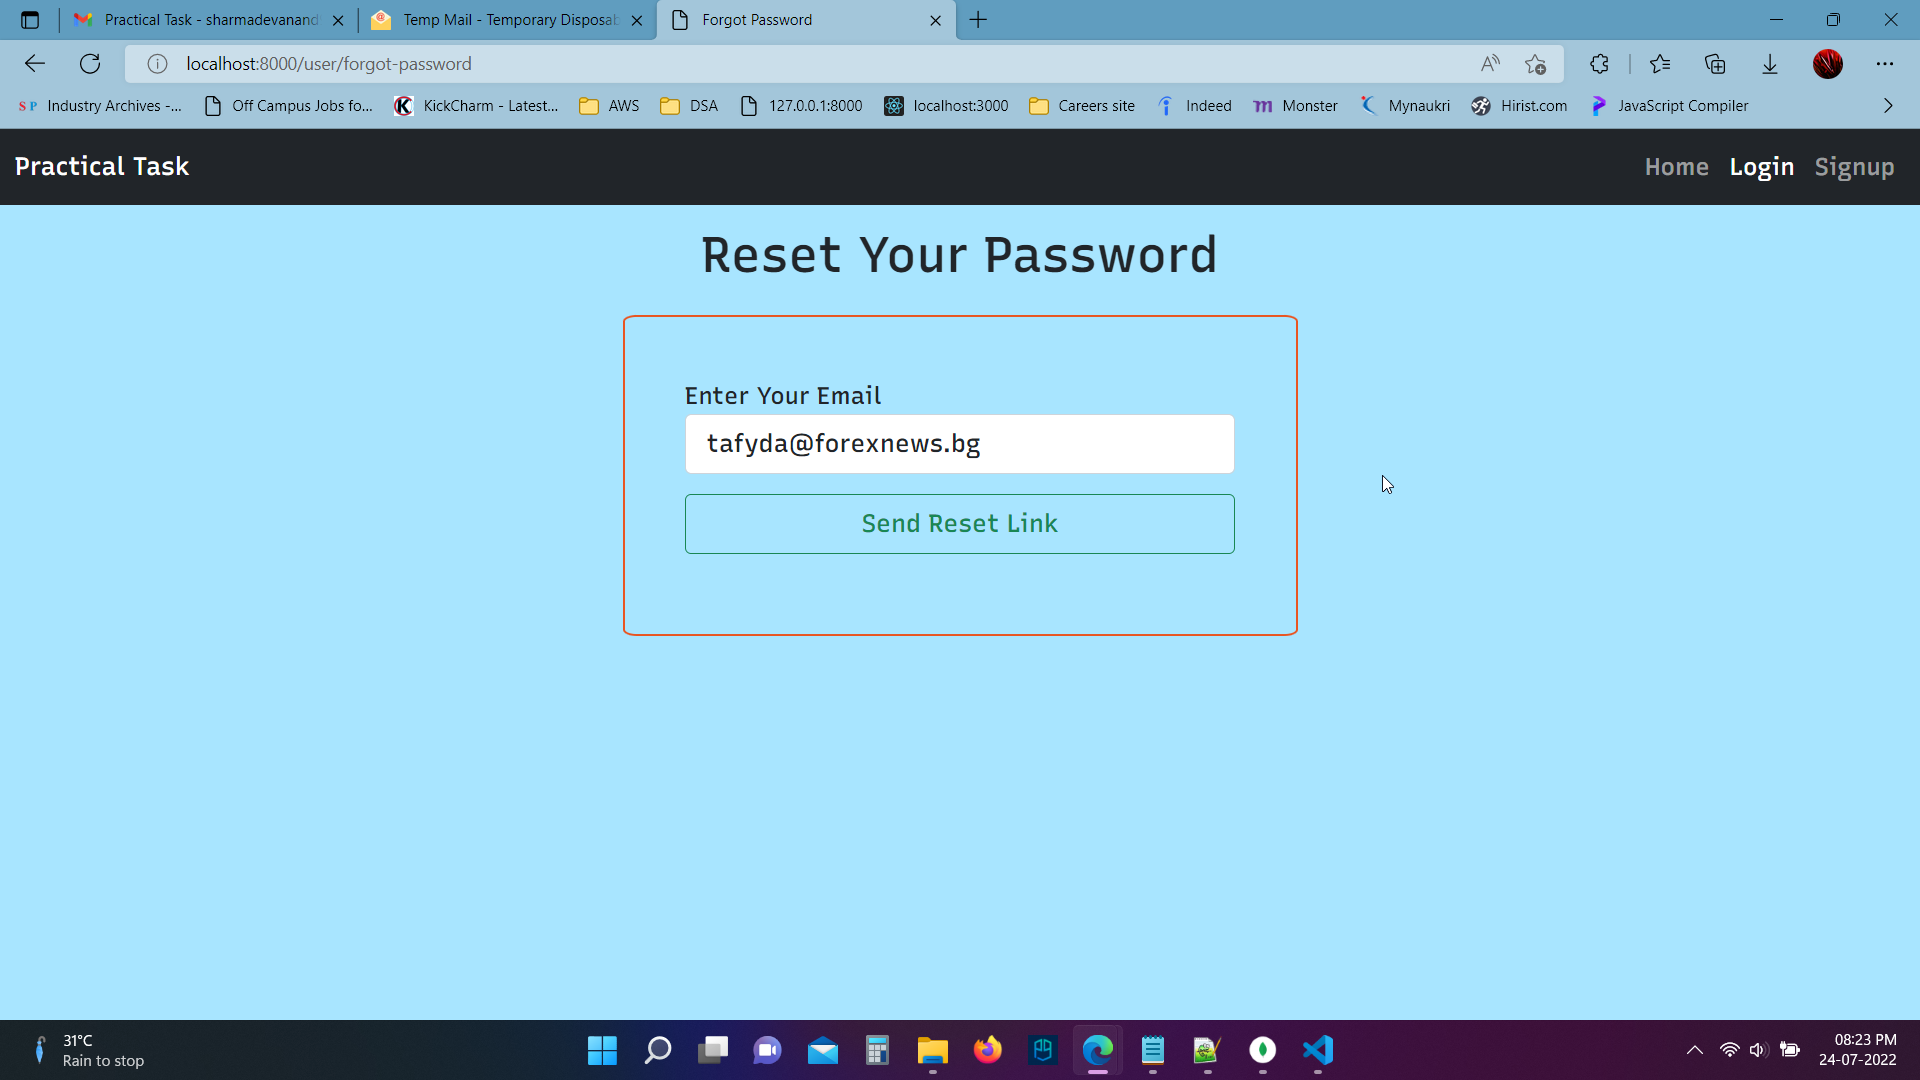 Practical Task - sharmadevanand
Temp Mail - Temporary Disposab
Forgot Password
localhost:8000/user/forgot-password
S P Industry Archives -... Off Campus Jobs fo... KickCharm - Latest... AWS DSA 127.0.0.1:8000 localhost:3000 Careers site Indeed Monster Mynaukri Hirist.com JavaScript Compiler
Practical Task Home Login Signup
Reset Your Password
Enter Your Email
tafyda@forexnews.bg
Send Reset Link
31°C
Rain to stop
08:23 PM
24-07-2022